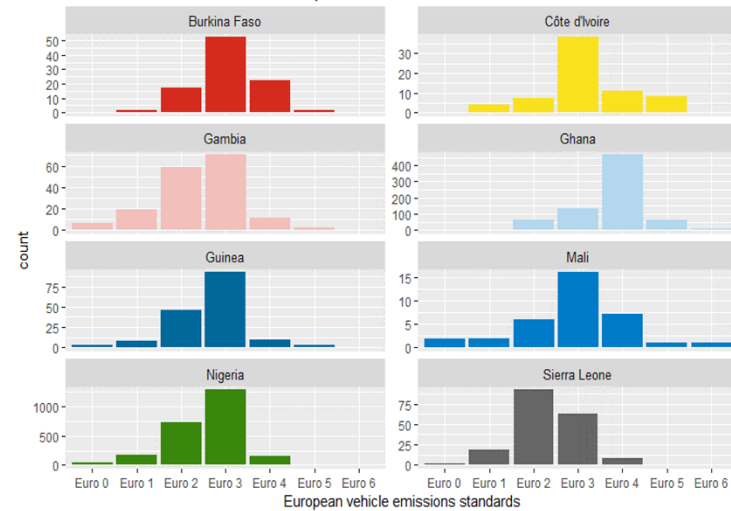 Burkina Faso
50
40
30
20
10
0
Côte d'Ivoire
30
20
10
0
Gambia
60
40
20
0
Ghana
400
300
200
100
0
count
Guinea
75
50
25
0
Mali
15
10
5
0
Nigeria
1000
500
0
Sierra Leone
75
50
25
0
Euro 0 Euro 1 Euro 2 Euro 3 Euro 4 Euro 5 Euro 6
Euro 0 Euro 1 Euro 2 Euro 3 Euro 4 Euro 5 Euro 6
European vehicle emissions standards